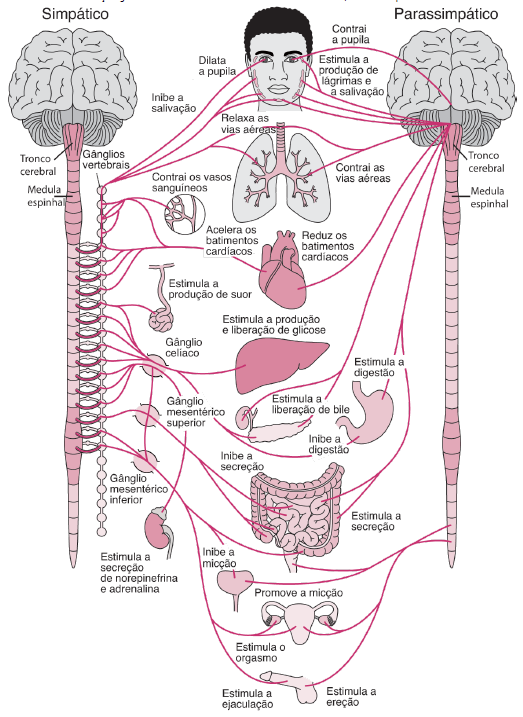 Simpático
Parassimpático
Contrai
a pupila
Dilata
a pupila
Estimula a
produção de
lágrimas e
a salivação
Inibe a
salivação
Relaxa as
vias aéreas
Tronco
cerebral
Gânglios
vertebrais
Tronco
cerebral
Medula
espinhal
Contrai os vasos
sanguíneos
Contrai as
vias aéreas
Medula
espinhal
Acelera os
batimentos
cardíacos
Reduz os
batimentos
cardíacos
Estimula a
produção de suor
Estimula a produção
e liberação de glicose
Gânglio
celíaco
Estimula a
digestão
Gânglio
mesentérico
superior
Estimula a
liberação de bile
Inibe a
digestão
Inibe a
secreção
Gânglio
mesentérico
inferior
Estimula a
secreção
Estimula a
secreção
de norepinefrina
e adrenalina
Inibe a
micção
Promove a micção
Estimula o
orgasmo
Estimula a
ejaculação
Estimula a
ereção